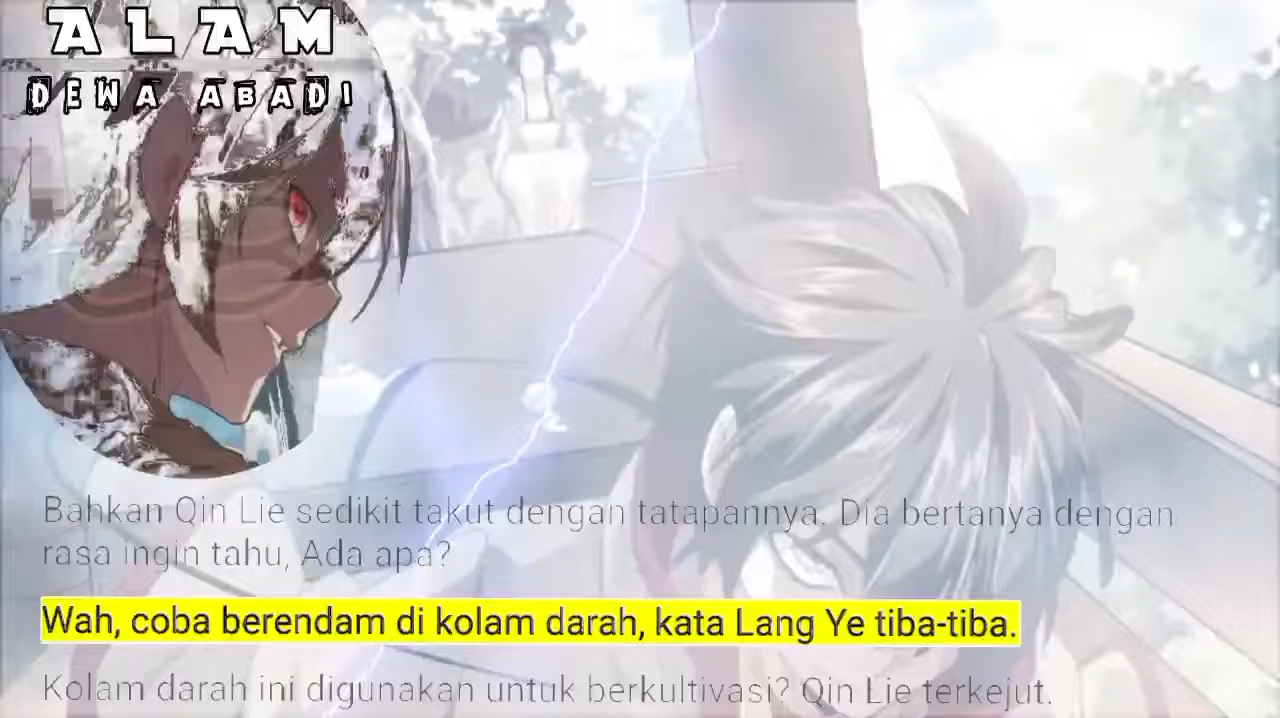 ALAM
DEWA ABADI
Bahkan Qin Lie sedikit takut dengan tatapannya. Dia bertanya dengan
rasa ingin tahu, Ada apa?
Wah, coba berendam di kolam darah, kata Lang Ye tiba-tiba.
Kolam darah ini digunakan untuk berkultivasi? Qin Lie terkejut.